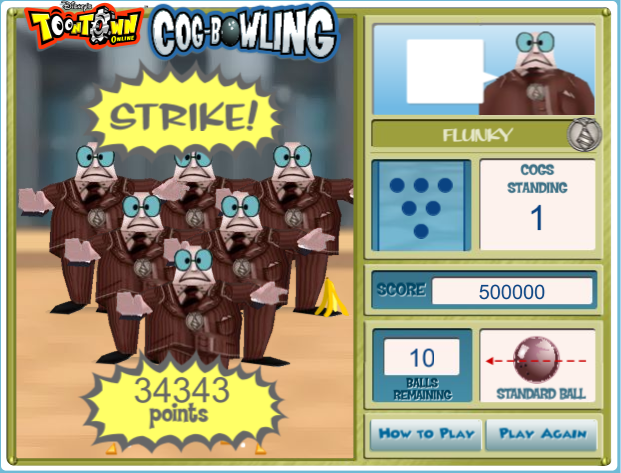 Disney's
TOONTOWN
ONLINE
COG-BOWLING
STRIKE!
34343
points
FLUNKY
COGS
STANDING
1
SCORE 500000
10
BALLS
REMAINING
STANDARD BALL
HOW TO PLAY
PLAY AGAIN